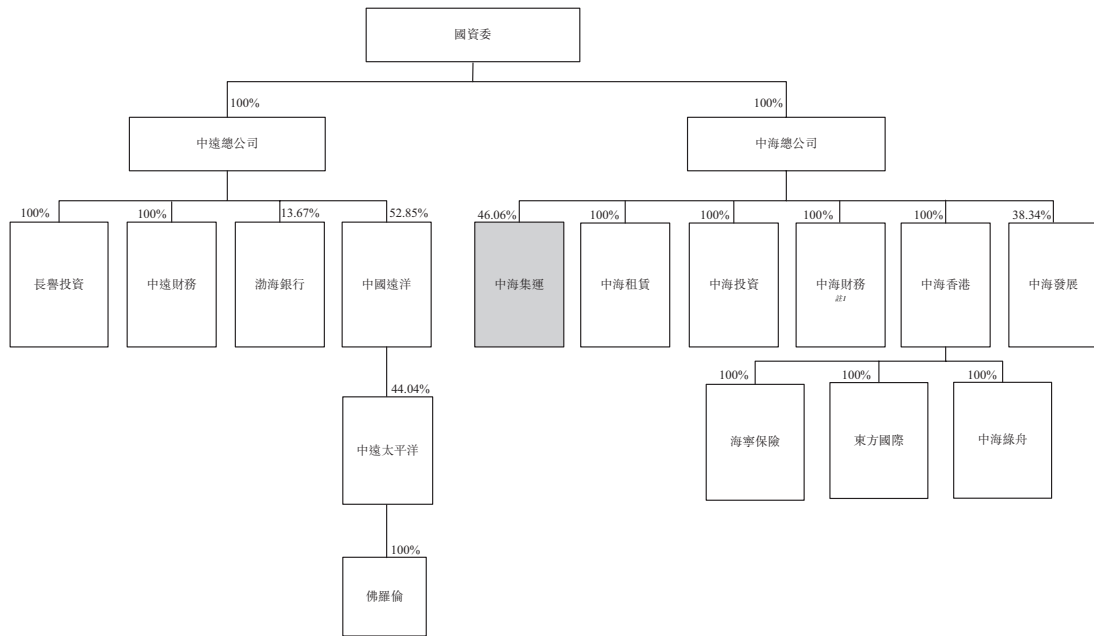 國資委
100%
100%
中遠總公司
中海總公司
100%
100%
13.67%
52.85%
46.06%
100%
100%
100%
100%
38.34%
長譽投資
中遠財務
渤海銀行
中國遠洋
中海集運
中海租賃
中海投資
中海財務
註1
中海香港
中海發展
44.04%
100%
100%
100%
中遠太平洋
海寧保險
東方國際
中海綠舟
100%
佛羅倫